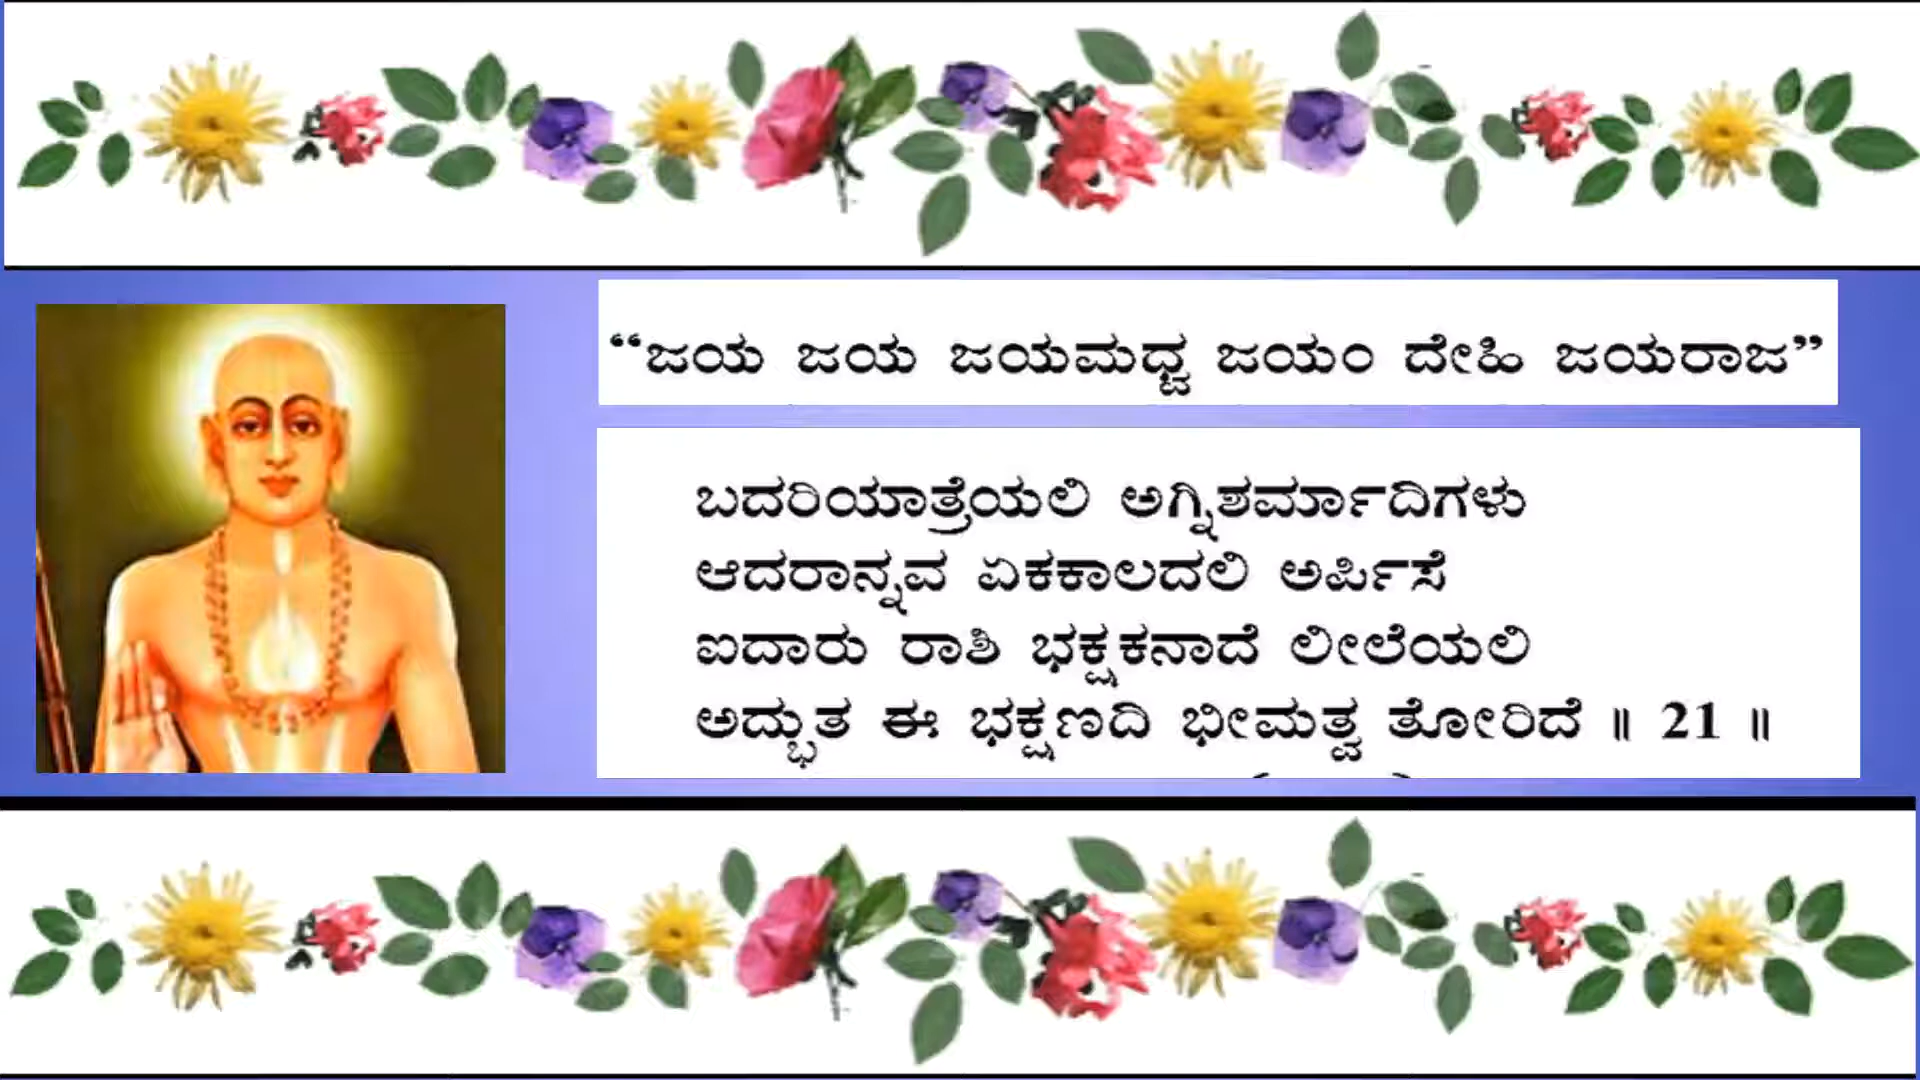 “ಜಯ ಜಯ ಜಯಮಧ್ವ ಜಯಂ ದೇಹಿ ಜಯರಾಜ”
ಬದರಿಯಾತ್ರೆಯಲಿ ಅಗ್ನಿಶರ್ಮಾದಿಗಳು
ಆದರಾನ್ನವ ಏಕಕಾಲದಲಿ ಅರ್ಪಿಸೆ
ಐದಾರು ರಾಶಿ ಭಕ್ಷಕನಾದೆ ಲೀಲೆಯಲಿ
ಅದ್ಭುತ ಈ ಭಕ್ಷಣದಿ ಭೀಮತ್ವ ತೋರಿದೆ ॥ 21 ॥